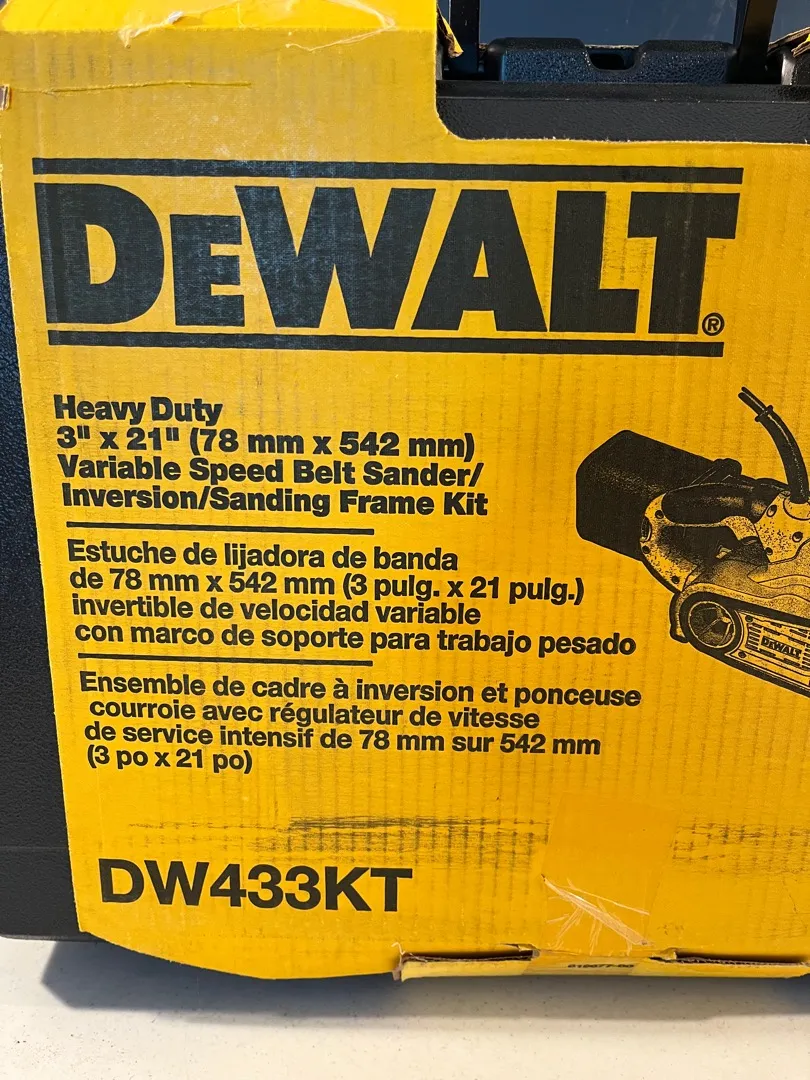 DEWALT®
Heavy Duty
3" x 21" (78 mm x 542 mm)
Variable Speed Belt Sander/
Inversion/Sanding Frame Kit
Estuche de lijadora de banda
de 78 mm x 542 mm (3 pulg. x 21 pulg.)
invertible de velocidad variable
con marco de soporte para trabajo pesado
Ensemble de cadre à inversion et ponceuse
courroie avec régulateur de vitesse
de service intensif de 78 mm sur 542 mm
(3 po x 21 po)
DEWALT
DW433KT